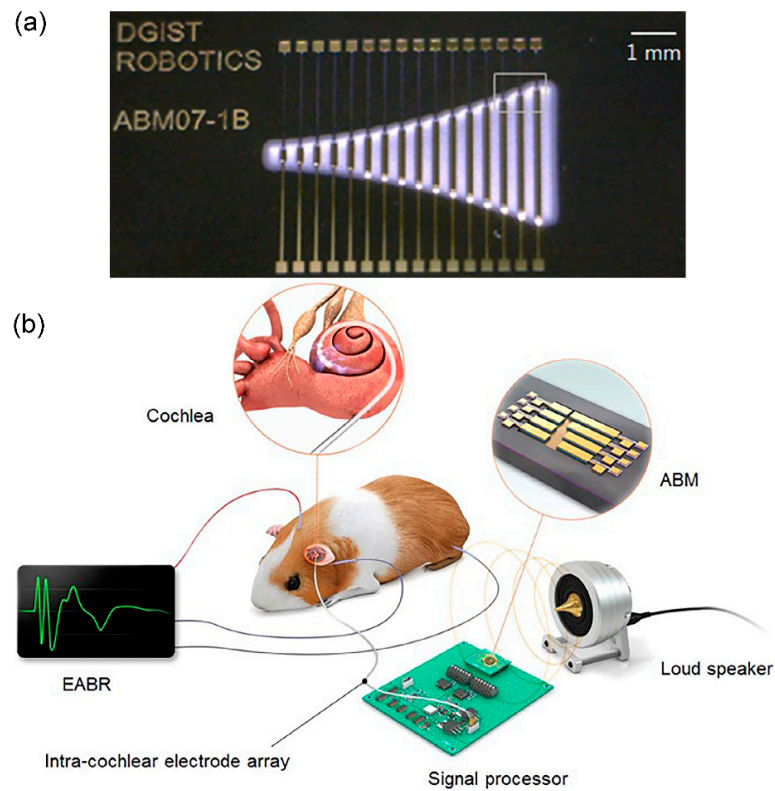 (a)
DGIST
ROBOTICS
ABM07-1B
1 mm
(b)
Cochlea
ABM
EABR
Loud speaker
Intra-cochlear electrode array
Signal processor